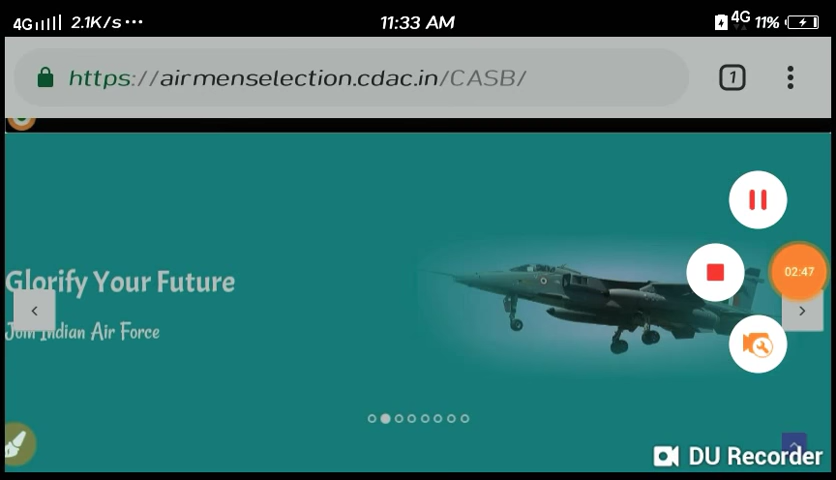 4G 2.1K/s... 11:33 AM 4G 11%
https://airmenselection.cdac.in/CASB/ 1
02:47
Glorify Your Future
Join Indian Air Force
DU Recorder